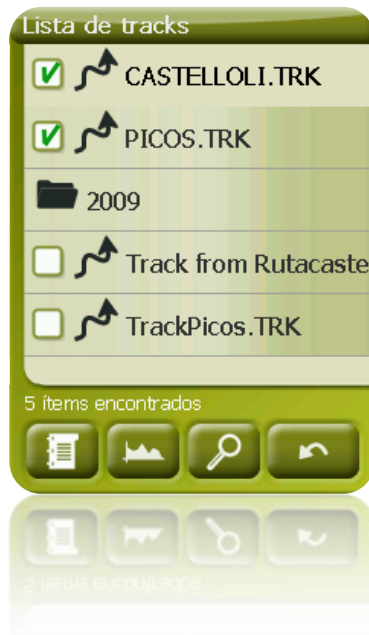 Lista de tracks
CASTELLOLI.TRK
PICOS.TRK
2009
Track from Rutacaste
TrackPicos.TRK
5 ítems encontrados